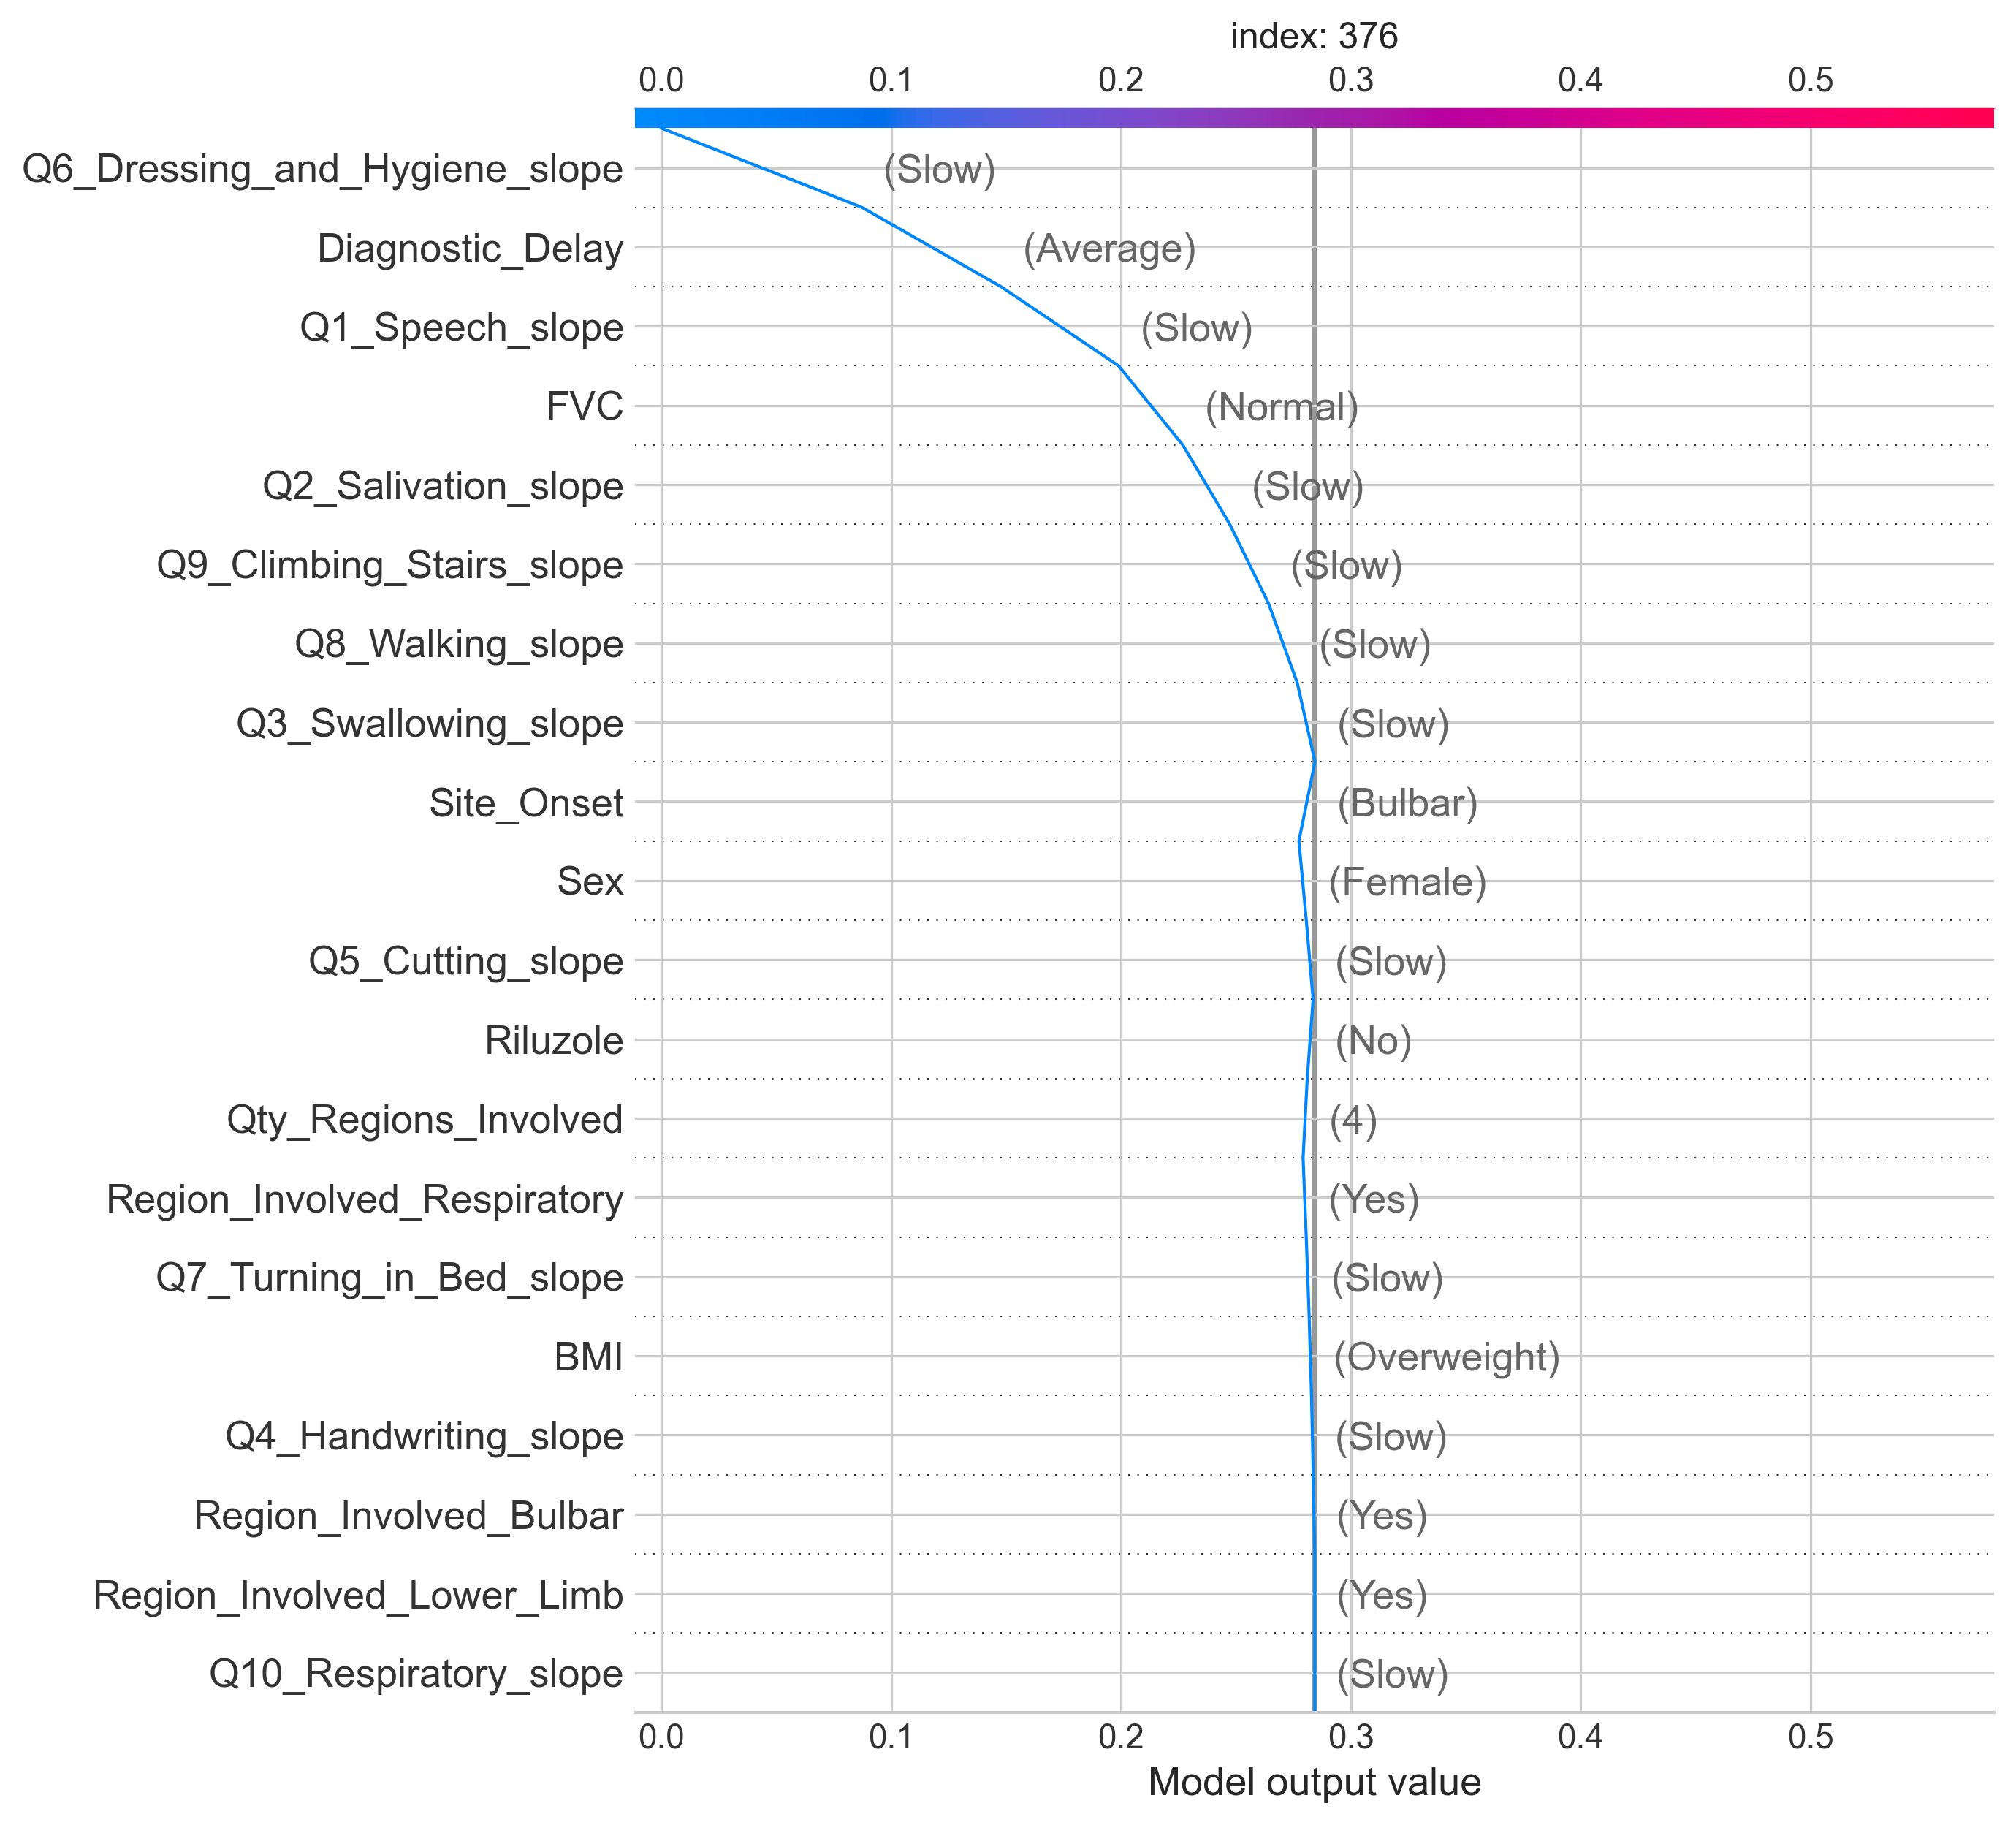 index: 376
0.0 0.1 0.2 0.3 0.4 0.5
Q6_Dressing_and_Hygiene_slope (Slow)
Diagnostic_Delay (Average)
Q1_Speech_slope (Slow)
FVC (Normal)
Q2_Salivation_slope (Slow)
Q9_Climbing_Stairs_slope (Slow)
Q8_Walking_slope (Slow)
Q3_Swallowing_slope (Slow)
Site_Onset (Bulbar)
Sex (Female)
Q5_Cutting_slope (Slow)
Riluzole (No)
Qty_Regions_Involved (4)
Region_Involved_Respiratory (Yes)
Q7_Turning_in_Bed_slope (Slow)
BMI (Overweight)
Q4_Handwriting_slope (Slow)
Region_Involved_Bulbar (Yes)
Region_Involved_Lower_Limb (Yes)
Q10_Respiratory_slope (Slow)
0.0 0.1 0.2 0.3 0.4 0.5
Model output value